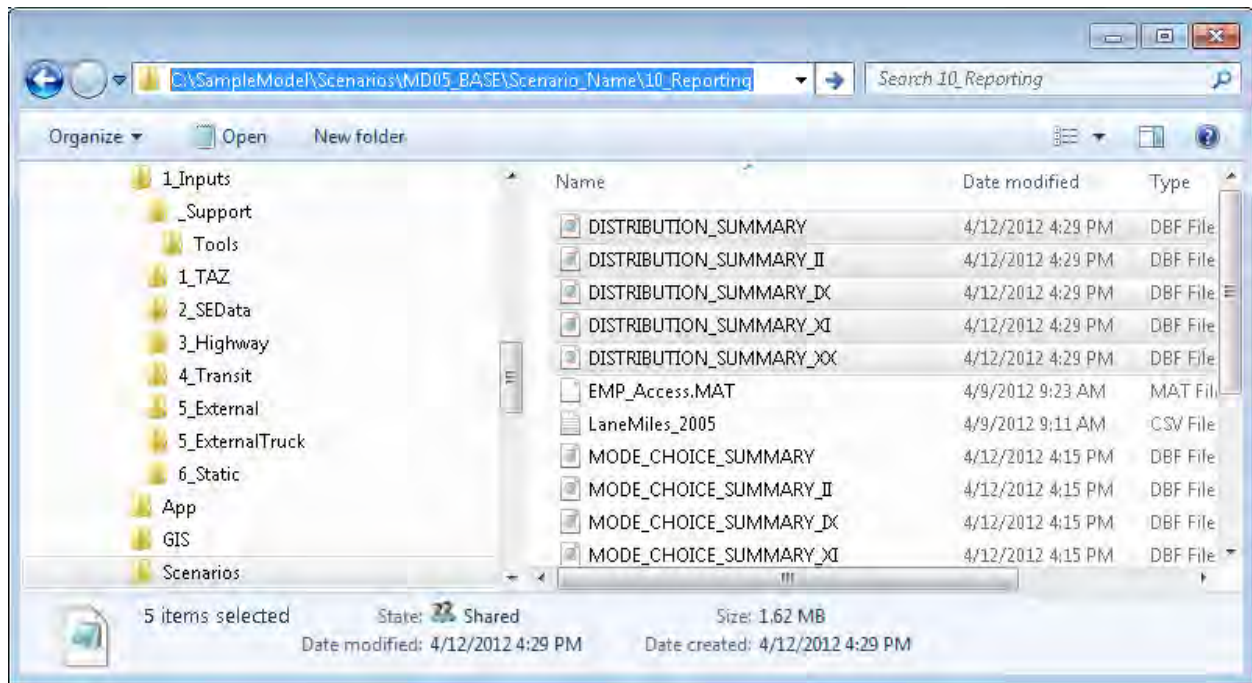 C:\SampleModel\Scenarios\MD05_BASE\Scenario_Name\10_Reporting
Search 10_Reporting
Organize
Open
New folder
1_Inputs
_Support
Tools
1_TAZ
2_SEData
3_Highway
4_Transit
5_External
5_ExternalTruck
6_Static
App
GIS
Scenarios
Name Date modified Type
DISTRIBUTION_SUMMARY 4/12/2012 4:29 PM DBF File
DISTRIBUTION_SUMMARY_II 4/12/2012 4:29 PM DBF File
DISTRIBUTION_SUMMARY_IX 4/12/2012 4:29 PM DBF File
DISTRIBUTION_SUMMARY_XI 4/12/2012 4:29 PM DBF File
DISTRIBUTION_SUMMARY_XX 4/12/2012 4:29 PM DBF File
EMP_Access.MAT 4/9/2012 9:23 AM MAT Fil
LaneMiles_2005 4/9/2012 9:11 AM CSV File
MODE_CHOICE_SUMMARY 4/12/2012 4:15 PM DBF File
MODE_CHOICE_SUMMARY_II 4/12/2012 4:15 PM DBF File
MODE_CHOICE_SUMMARY_IX 4/12/2012 4:15 PM DBF File
MODE_CHOICE_SUMMARY_XI 4/12/2012 4:15 PM DBF File
5 items selected State: Shared Size: 1.62 MB
Date modified: 4/12/2012 4:29 PM Date created: 4/12/2012 4:29 PM